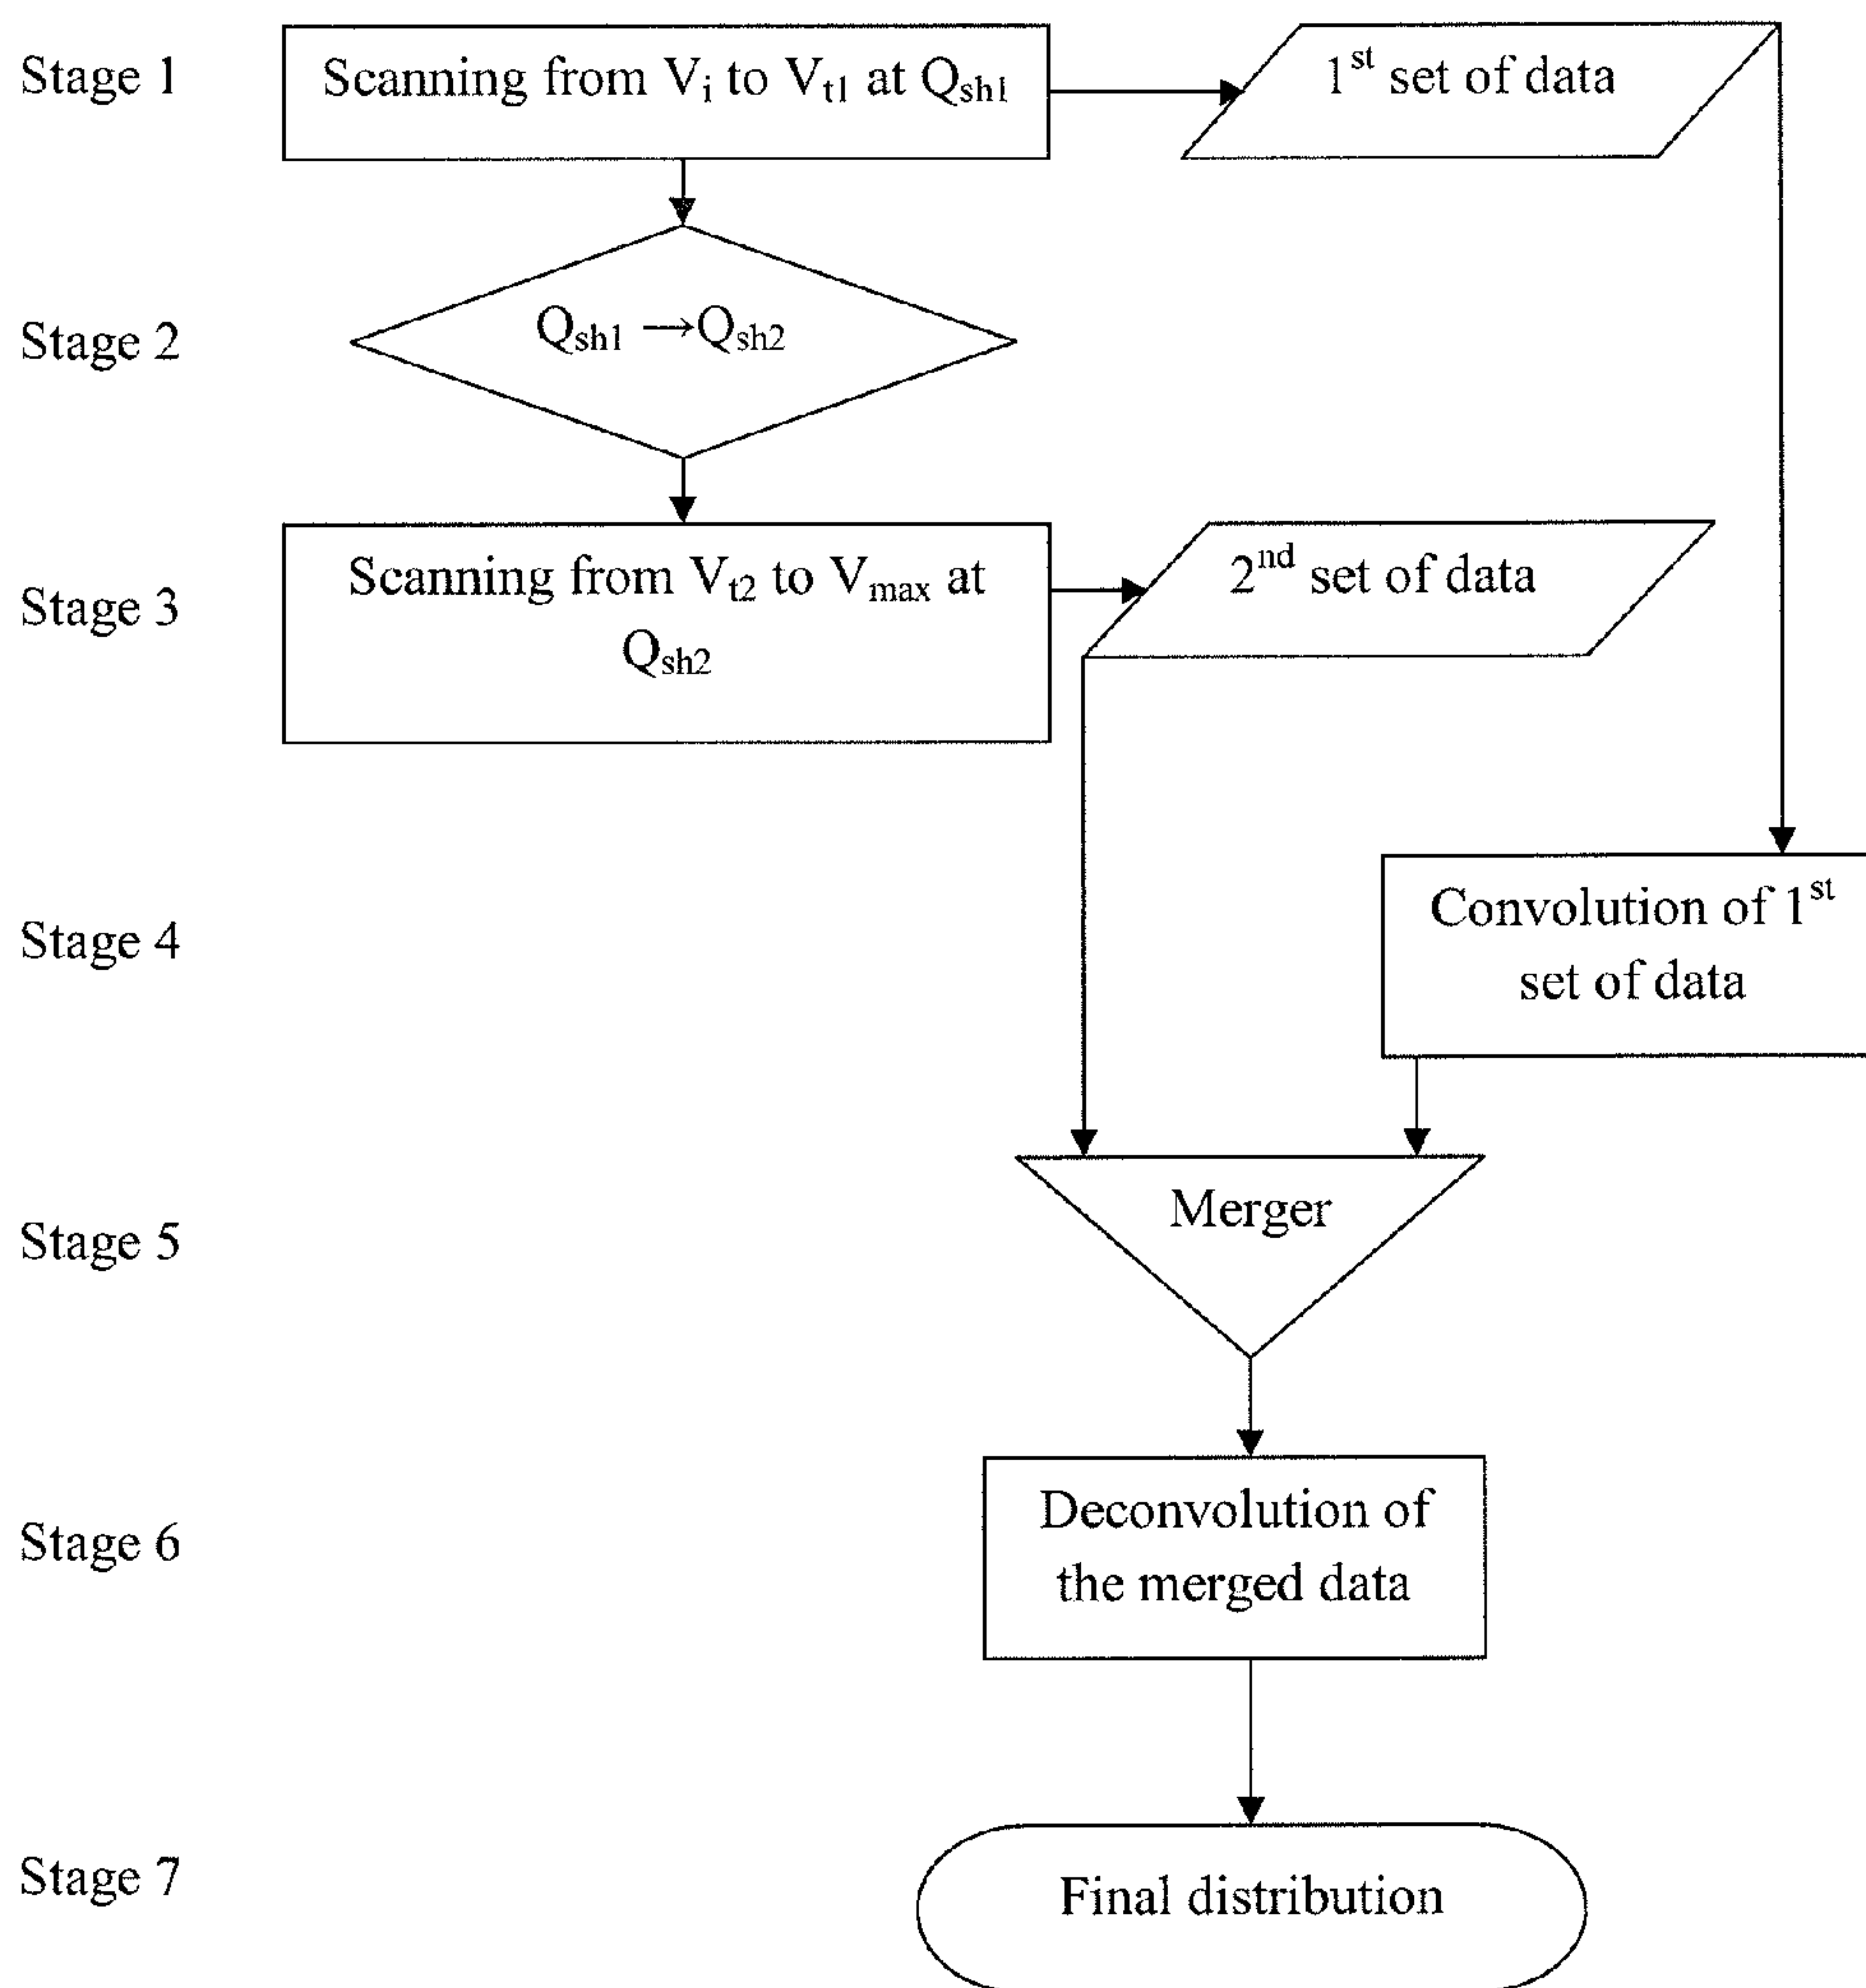 Stage 1
Scanning from Vi to Vt1 at Qsh1
1st set of data
Stage 2
Qsh1 →Qsh2
Stage 3
Scanning from Vt2 to Vmax at
Qsh2
2nd set of data
Stage 4
Convolution of 1st
set of data
Stage 5
Merger
Stage 6
Deconvolution of
the merged data
Stage 7
Final distribution